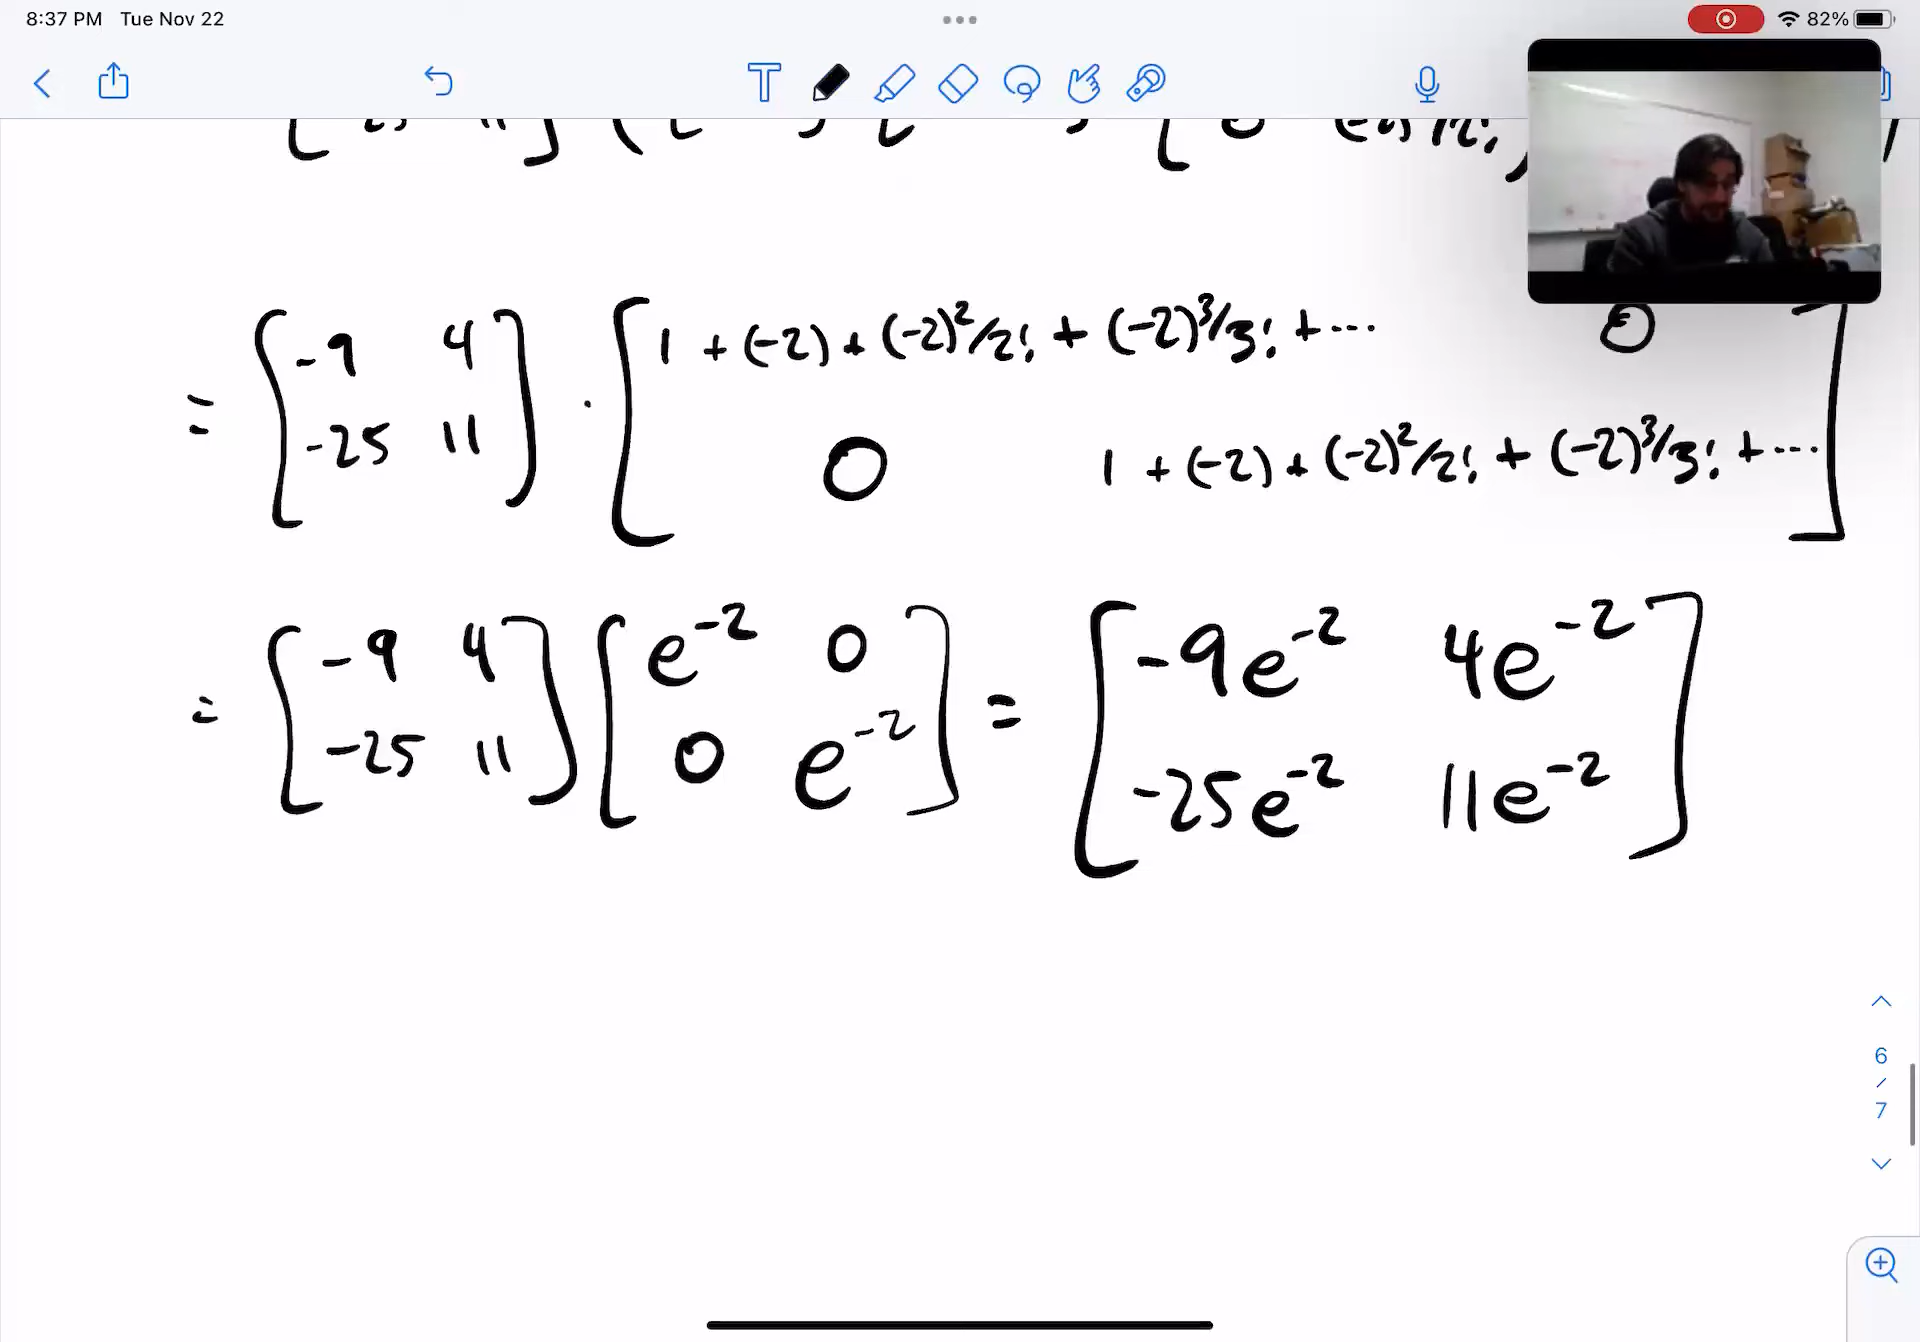 8:37 PM Tue Nov 22
82%
T
= [-9 4; -25 11] · [1 + (-2) + (-2)²/2! + (-2)³/3! + ... 0; 0 1 + (-2) + (-2)²/2! + (-2)³/3! + ....]
= [-9 4; -25 11] [e⁻² 0; 0 e⁻²] = [-9e⁻² 4e⁻²; -25e⁻² 11e⁻²]
6
/
7